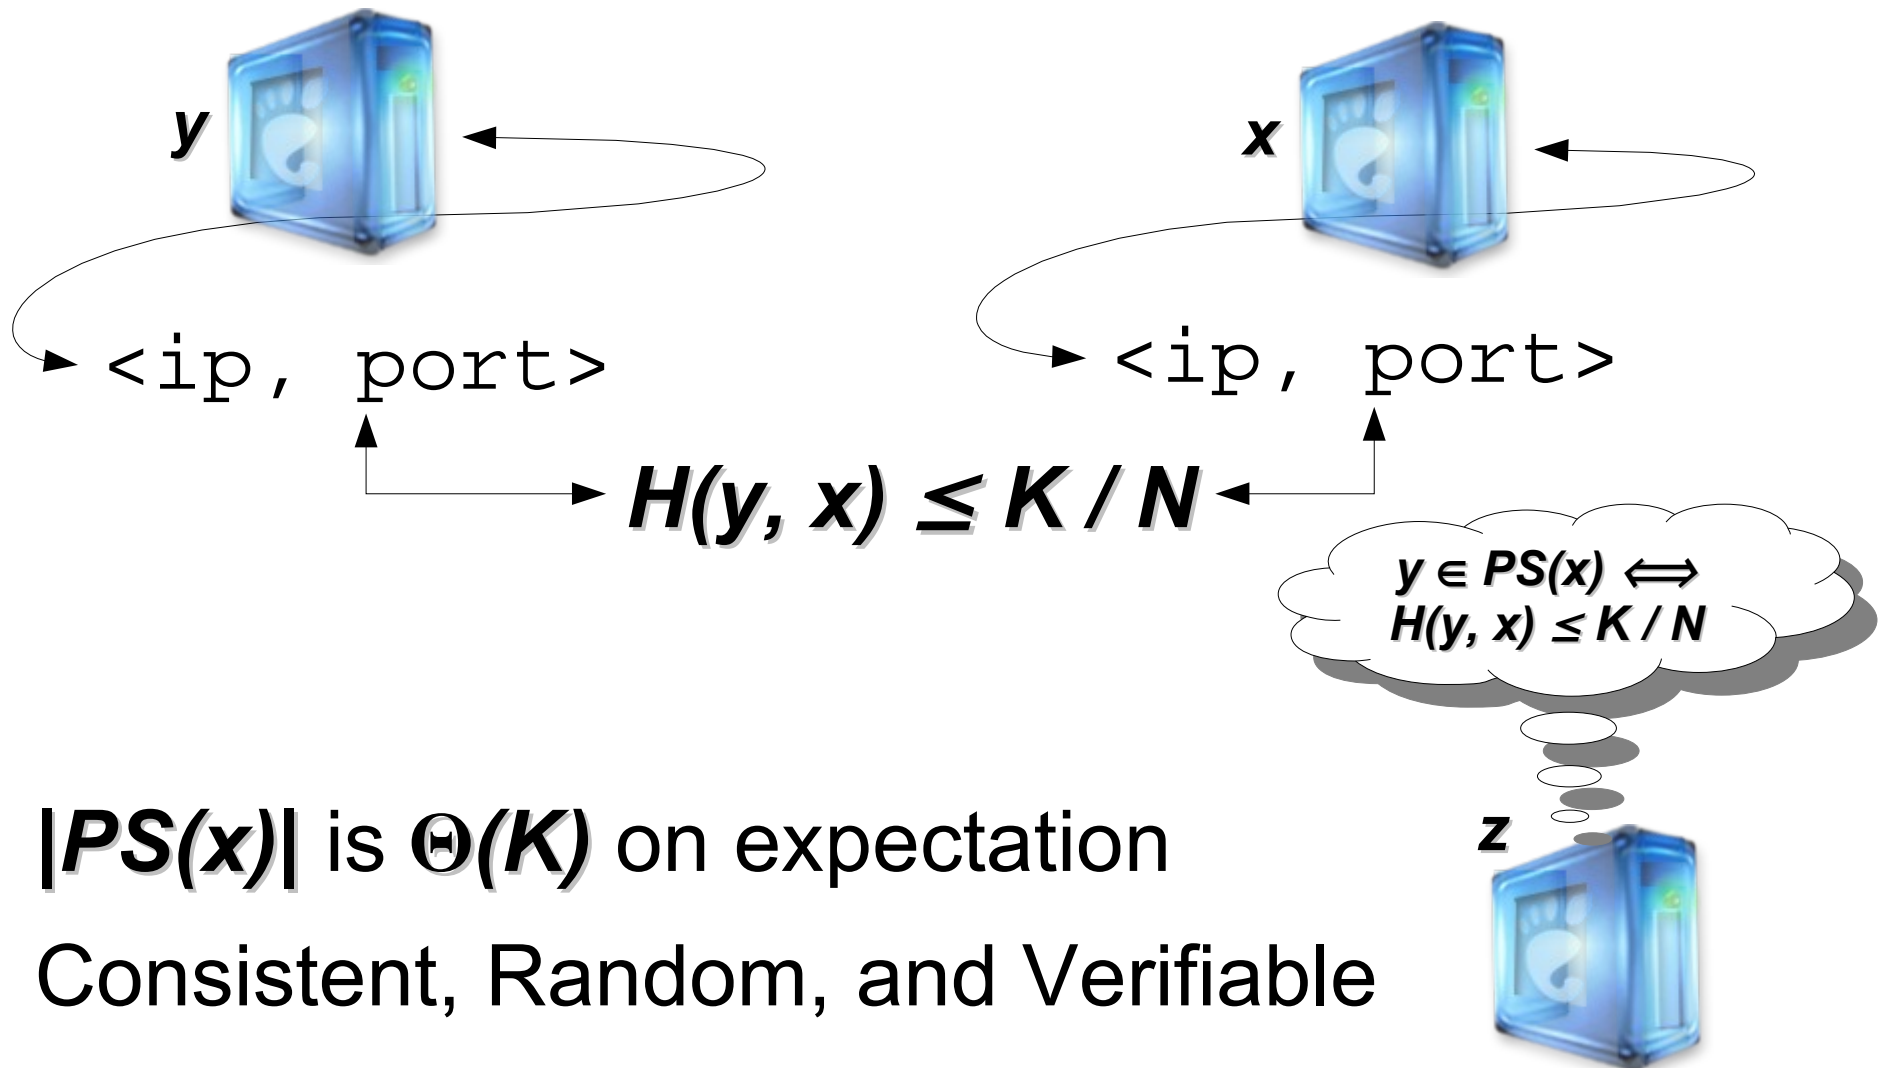 y
x
<ip, port>
<ip, port>
H(y, x) ≤ K / N
y ∈ PS(x) ⟺
H(y, x) ≤ K / N
|PS(x)| is Θ(K) on expectation
z
Consistent, Random, and Verifiable